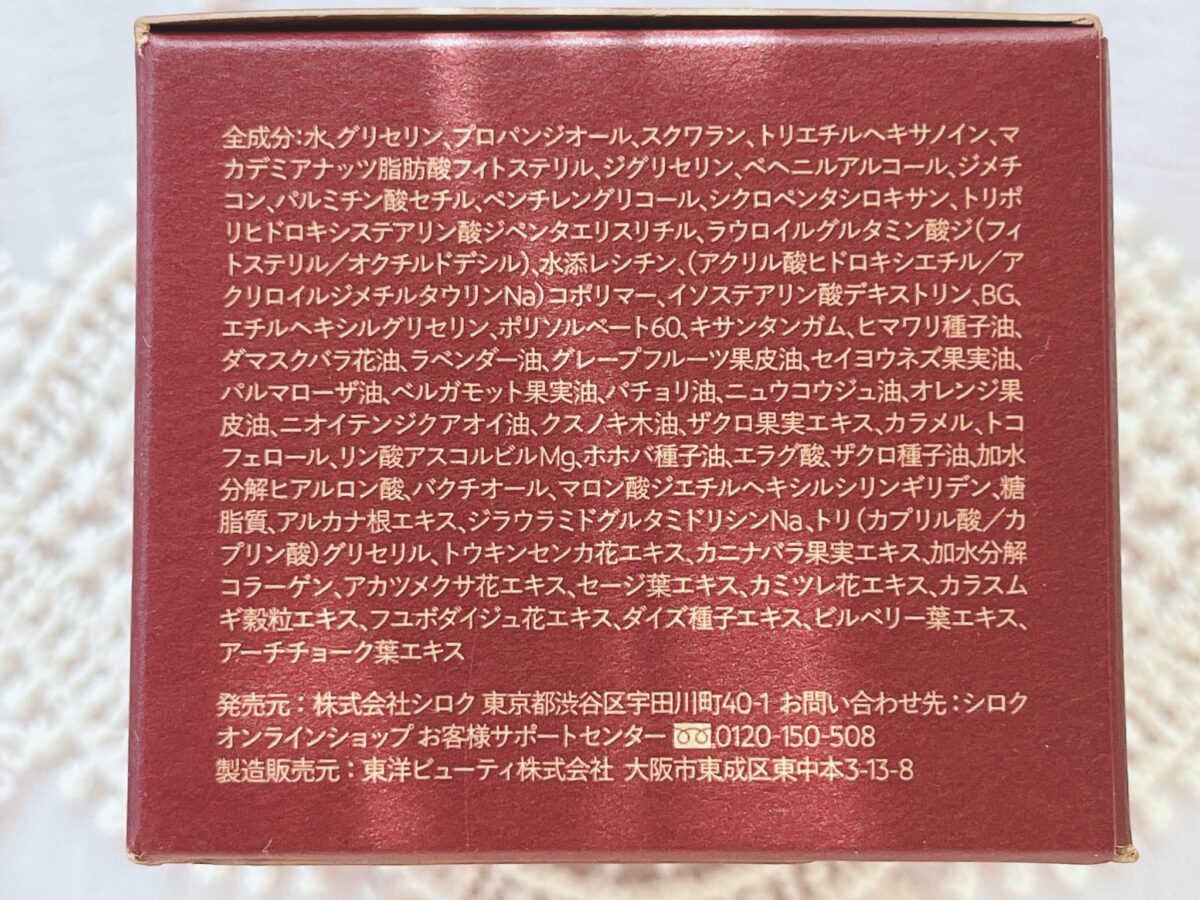 全成分:水、グリセリン、プロパンジオール、スクワラン、トリエチルヘキサノイン、マ
カデミアナッツ脂肪酸フィトステリル、ジグリセリン、ベヘニルアルコール、ジメチ
コン、パルミチン酸セチル、ペンチレングリコール、シクロペンタシロキサン、トリポ
リヒドロキシステアリン酸ジペンタエリスリチル、ラウロイルグルタミン酸ジ(フィ
トステリル/オクチルドデシル)、水添レシチン、(アクリル酸ヒドロキシエチル/ア
クリロイルジメチルタウリンNa)コポリマー、イソステアリン酸デキストリン、BG、
エチルヘキシルグリセリン、ポリソルベート60、キサンタンガム、ヒマワリ種子油、
ダマスクバラ花油、ラベンダー油、グレープフルーツ果皮油、セイヨウネズ果実油、
パルマローザ油、ベルガモット果実油、パチョリ油、ニュウコウジュ油、オレンジ果
皮油、ニオイテンジクアオイ油、クスノキ木油、ザクロ果実エキス、カラメル、トコ
フェロール、リン酸アスコルビルMg、ホホバ種子油、エラグ酸、ザクロ種子油、加水
分解ヒアルロン酸、バクチオール、マロン酸ジエチルヘキシルシリンギリデン、糖
脂質、アルカナ根エキス、ジラウラミドグルタミドリシンNa、トリ(カプリル酸/カ
プリン酸)グリセリル、トウキンセンカ花エキス、カニナバラ果実エキス、加水分解
コラーゲン、アカツメクサ花エキス、セージ葉エキス、カミツレ花エキス、カラスム
ギ穀粒エキス、フユボダイジュ花エキス、ダイズ種子エキス、ビルベリー葉エキス、
アーチチョーク葉エキス
発売元:株式会社シロク 東京都渋谷区宇田川町40-1 お問い合わせ先:シロク
オンラインショップ お客様サポートセンター 0120-150-508
製造販売元:東洋ビューティ株式会社 大阪市東成区東中本3-13-8